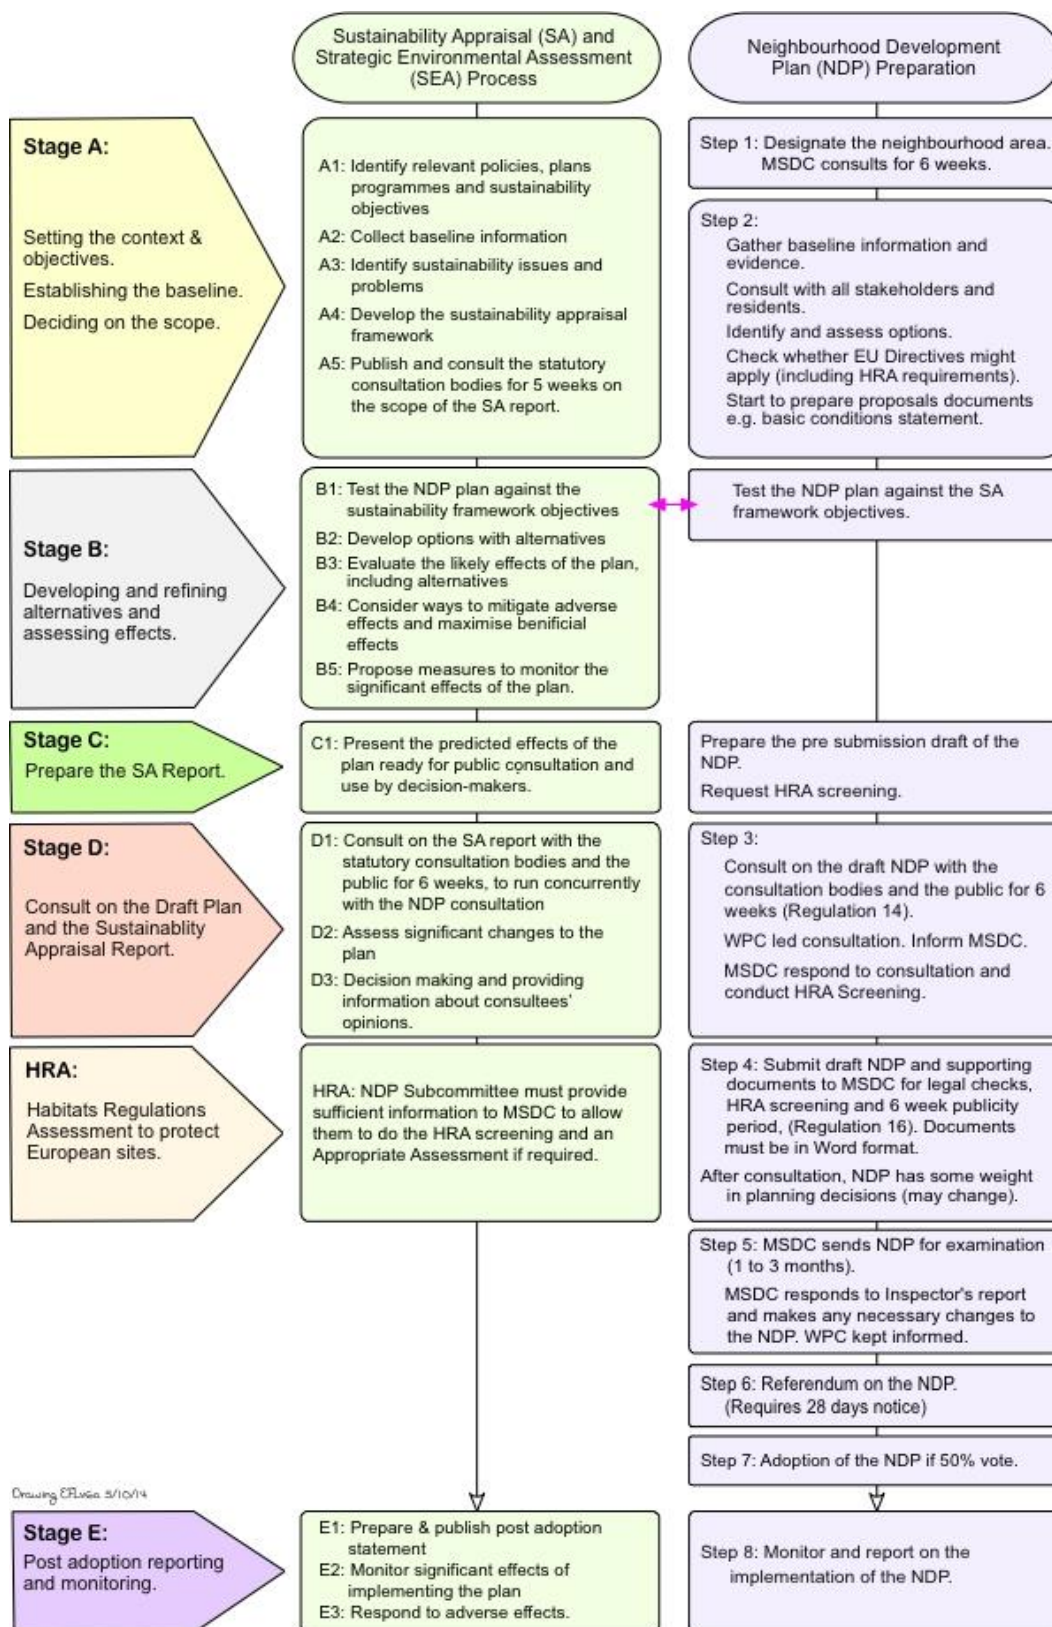 Sustainability Appraisal (SA) and
Strategic Environmental Assessment
(SEA) Process
Neighbourhood Development
Plan (NDP) Preparation
Stage A:
Setting the context &
objectives.
Establishing the baseline.
Deciding on the scope.
A1: Identify relevant policies, plans
programmes and sustainability
objectives
A2: Collect baseline information
A3: Identify sustainability issues and
problems
A4: Develop the sustainability appraisal
framework
A5: Publish and consult the statutory
consultation bodies for 5 weeks on
the scope of the SA report.
Step 1: Designate the neighbourhood area.
MSDC consults for 6 weeks.
Step 2:
Gather baseline information and
evidence.
Consult with all stakeholders and
residents.
Identify and assess options.
Check whether EU Directives might
apply (including HRA requirements).
Start to prepare proposals documents
e.g. basic conditions statement.
Stage B:
Developing and refining
alternatives and
assessing effects.
B1: Test the NDP plan against the
sustainability framework objectives
B2: Develop options with alternatives
B3: Evaluate the likely effects of the plan,
includng alternatives
B4: Consider ways to mitigate adverse
effects and maximise benificial
effects
B5: Propose measures to monitor the
significant effects of the plan.
Test the NDP plan against the SA
framework objectives.
Stage C:
Prepare the SA Report.
C1: Present the predicted effects of the
plan ready for public consultation and
use by decision-makers.
Prepare the pre submission draft of the
NDP.
Request HRA screening.
Stage D:
Consult on the Draft Plan
and the Sustainablity
Appraisal Report.
D1: Consult on the SA report with the
statutory consultation bodies and the
public for 6 weeks, to run concurrently
with the NDP consultation
D2: Assess significant changes to the
plan
D3: Decision making and providing
information about consultees'
opinions.
Step 3:
Consult on the draft NDP with the
consultation bodies and the public for 6
weeks (Regulation 14).
WPC led consultation. Inform MSDC.
MSDC respond to consultation and
conduct HRA Screening.
HRA:
Habitats Regulations
Assessment to protect
European sites.
HRA: NDP Subcommittee must provide
sufficient information to MSDC to allow
them to do the HRA screening and an
Appropriate Assessment if required.
Step 4: Submit draft NDP and supporting
documents to MSDC for legal checks,
HRA screening and 6 week publicity
period, (Regulation 16). Documents
must be in Word format.
After consultation, NDP has some weight
in planning decisions (may change).
Step 5: MSDC sends NDP for examination
(1 to 3 months).
MSDC responds to Inspector's report
and makes any necessary changes to
the NDP. WPC kept informed.
Step 6: Referendum on the NDP.
(Requires 28 days notice)
Step 7: Adoption of the NDP if 50% vote.
Drawing 5/10/14
Stage E:
Post adoption reporting
and monitoring.
E1: Prepare & publish post adoption
statement
E2: Monitor significant effects of
implementing the plan
E3: Respond to adverse effects.
Step 8: Monitor and report on the
implementation of the NDP.